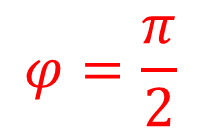 φ = π/2